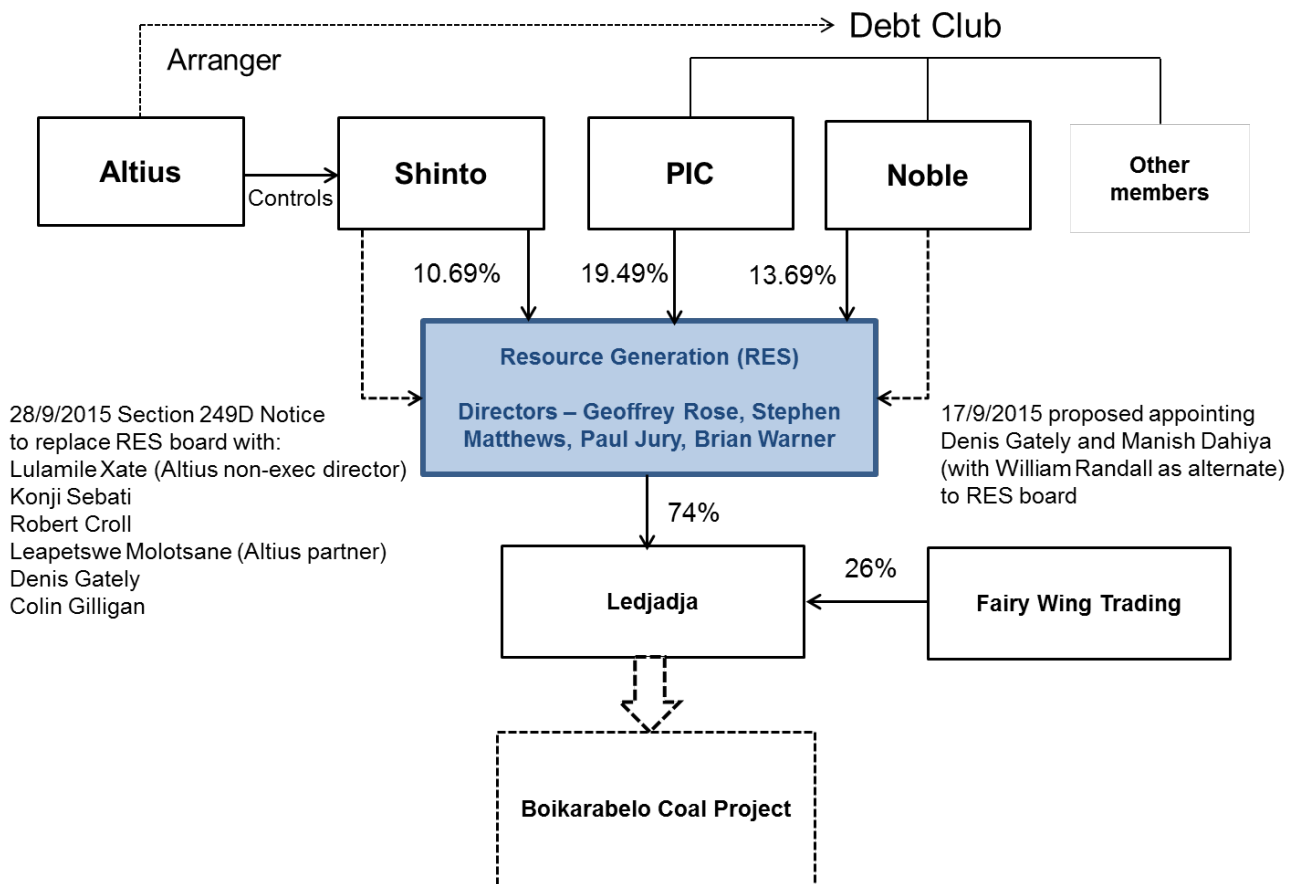 Debt Club
Arranger
Altius
Controls
Shinto
PIC
Noble
Other
members
10.69%
19.49%
13.69%
Resource Generation (RES)
Directors – Geoffrey Rose, Stephen
Matthews, Paul Jury, Brian Warner
28/9/2015 Section 249D Notice
to replace RES board with:
Lulamile Xate (Altius non-exec director)
Konji Sebati
Robert Croll
Leapetswe Molotsane (Altius partner)
Denis Gately
Colin Gilligan
17/9/2015 proposed appointing
Denis Gately and Manish Dahiya
(with William Randall as alternate)
to RES board
74%
Ledjadja
26%
Fairy Wing Trading
Boikarabelo Coal Project